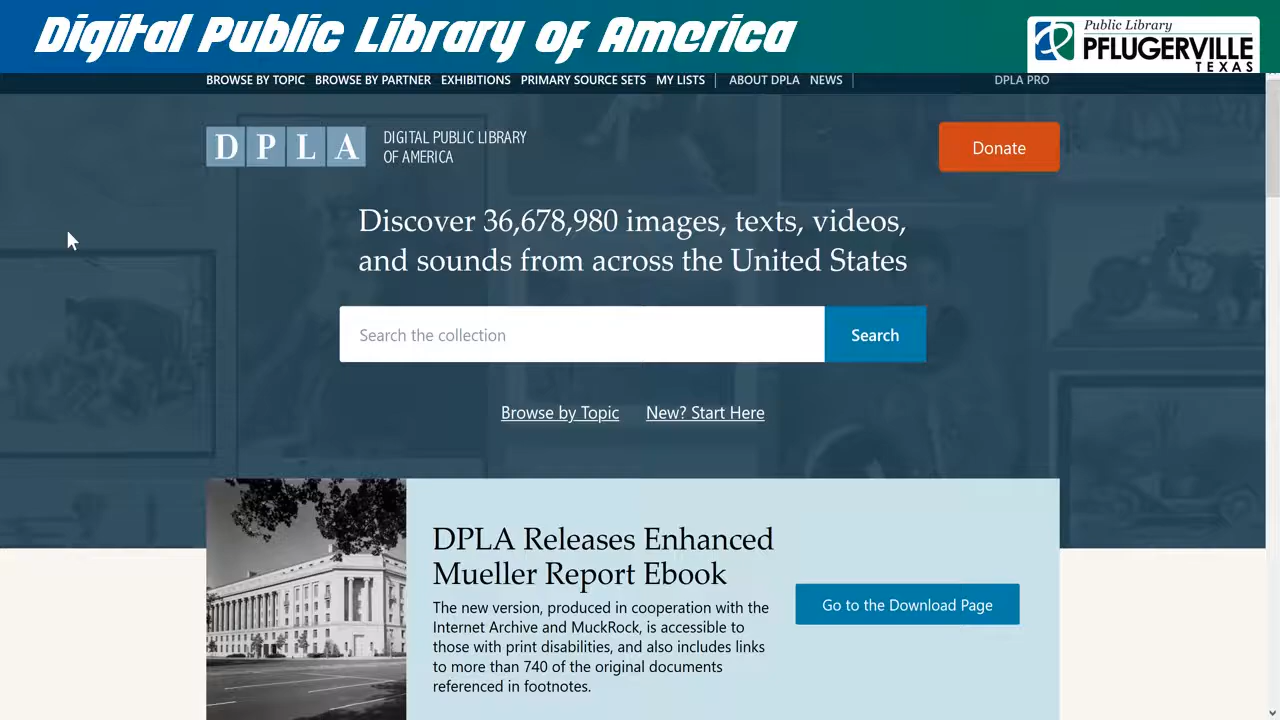 Digital Public Library of America
Public Library
PFLUGERVILLE
TEXAS
BROWSE BY TOPIC BROWSE BY PARTNER EXHIBITIONS PRIMARY SOURCE SETS MY LISTS ABOUT DPLA NEWS DPLA PRO
DPLA
DIGITAL PUBLIC LIBRARY
OF AMERICA
Donate
Discover 36,678,980 images, texts, videos,
and sounds from across the United States
Search the collection
Search
Browse by Topic New? Start Here
DPLA Releases Enhanced
Mueller Report Ebook
The new version, produced in cooperation with the
Internet Archive and MuckRock, is accessible to
those with print disabilities, and also includes links
to more than 740 of the original documents
referenced in footnotes.
Go to the Download Page